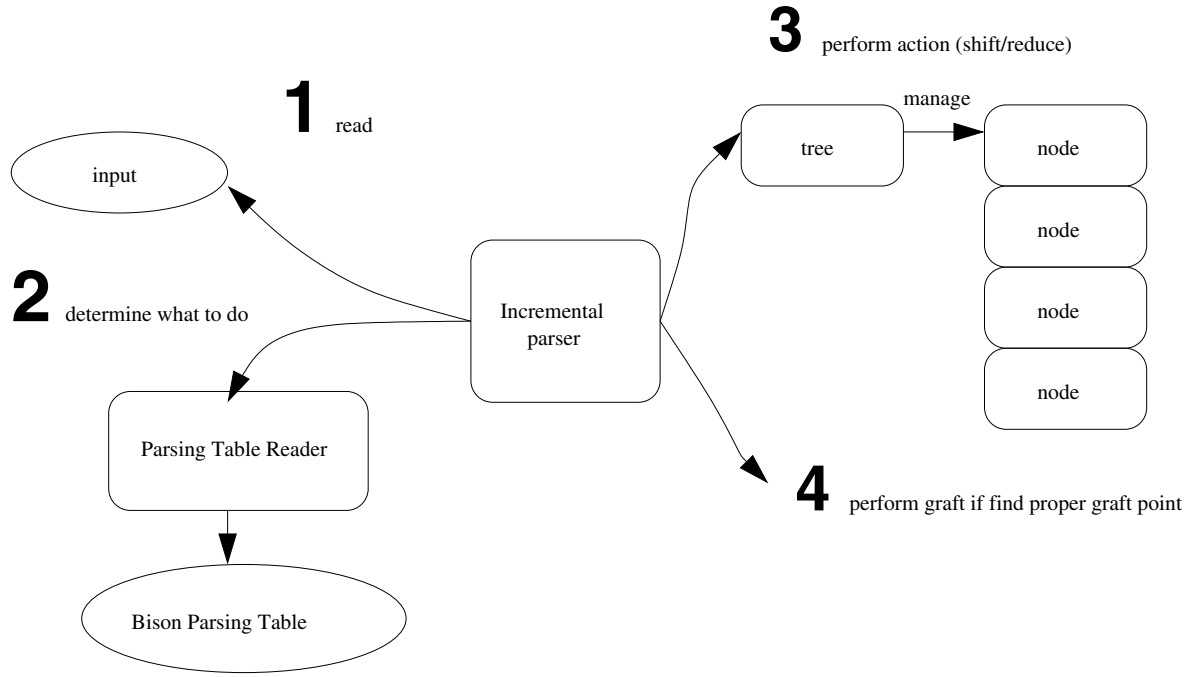 3 perform action (shift/reduce)
1 read
manage
input
tree
node
node
2 determine what to do
Incremental
parser
node
node
Parsing Table Reader
4 perform graft if find proper graft point
Bison Parsing Table